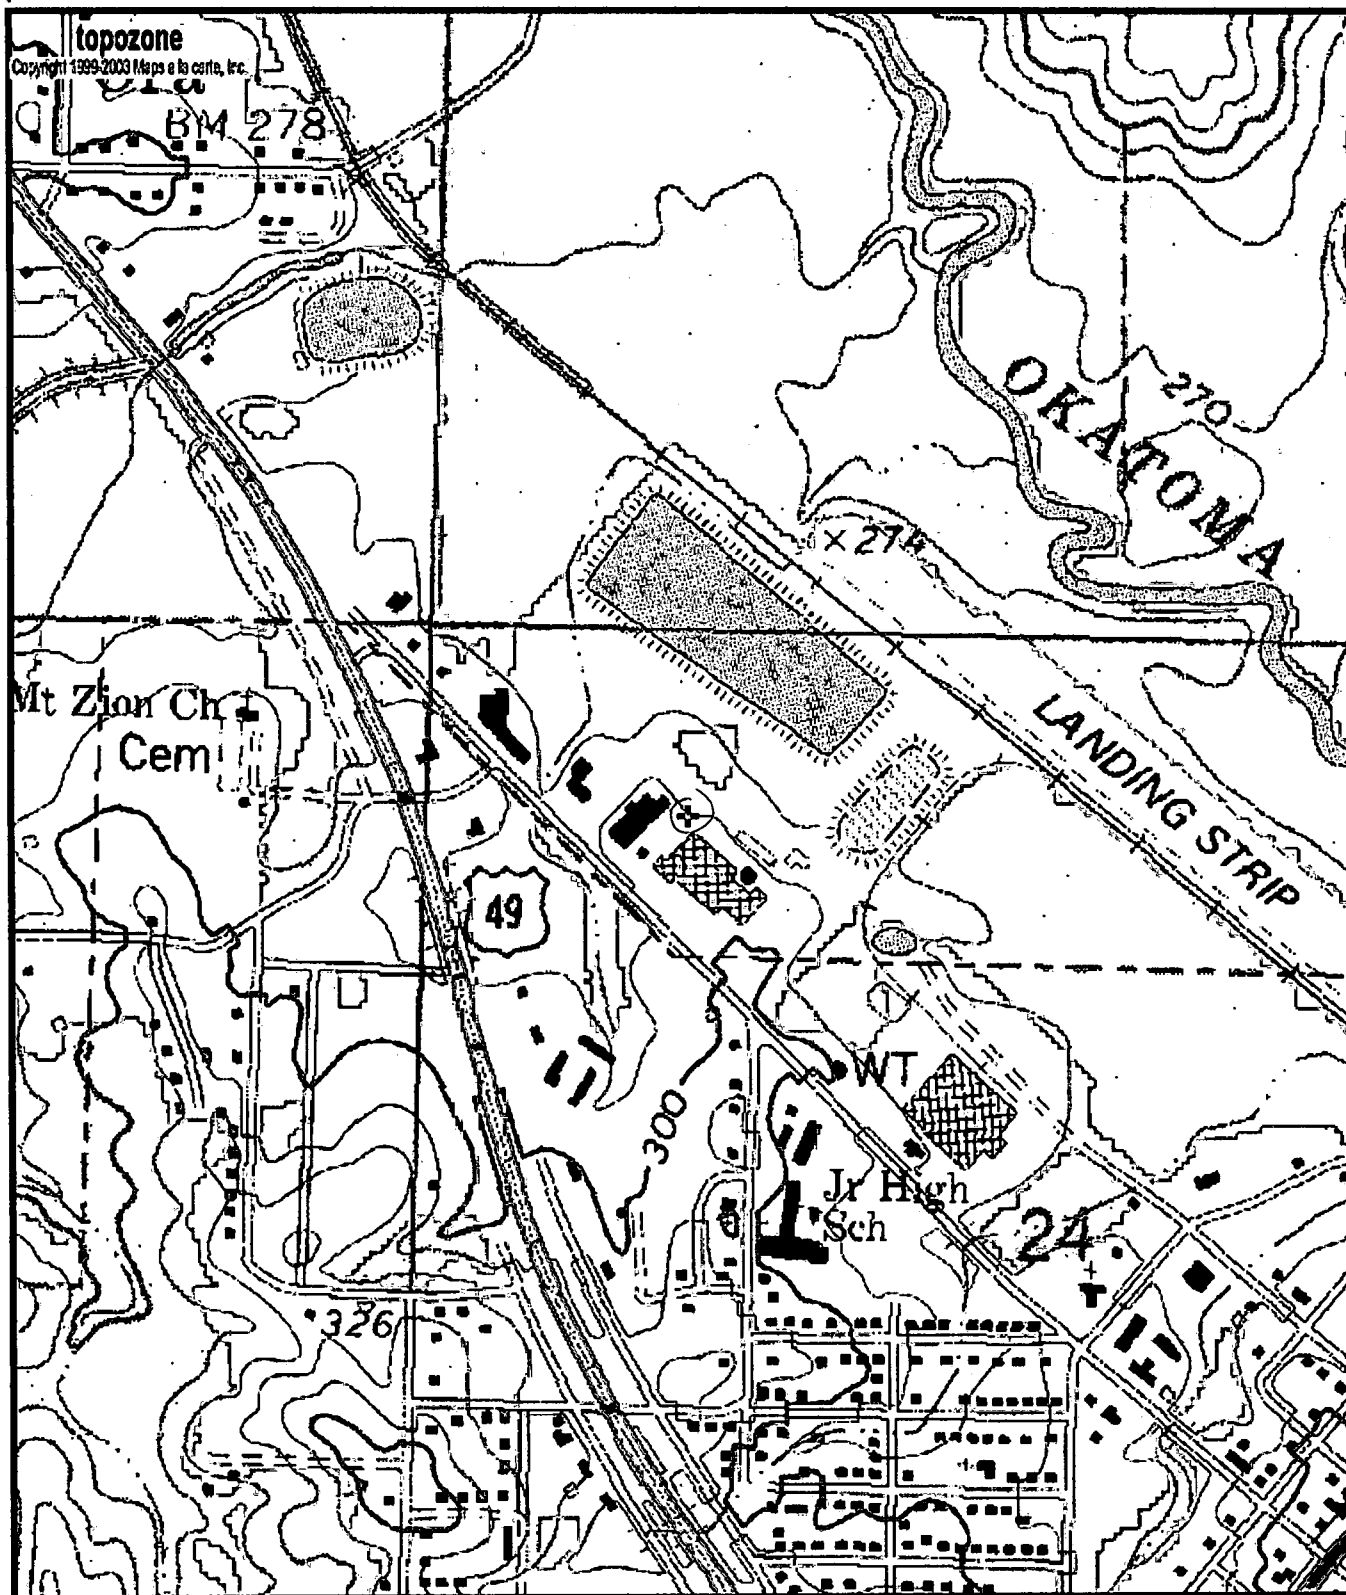 topozone
Copyright 1999-2003 Maps a la carte, Inc.
Ora
BM 278
OKATOMA
270
×274
Mt Zion Ch
Cem
LANDING STRIP
49
WT
300
Jr High
Sch
24
326